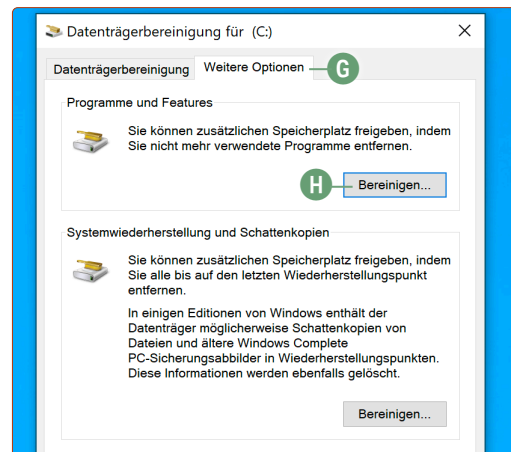 Datenträgerbereinigung für (C:)
Datenträgerbereinigung Weitere Optionen G
Programme und Features
Sie können zusätzlichen Speicherplatz freigeben, indem
Sie nicht mehr verwendete Programme entfernen.
H Bereinigen...
Systemwiederherstellung und Schattenkopien
Sie können zusätzlichen Speicherplatz freigeben, indem
Sie alle bis auf den letzten Wiederherstellungspunkt
entfernen.
In einigen Editionen von Windows enthält der
Datenträger möglicherweise Schattenkopien von
Dateien und ältere Windows Complete
PC-Sicherungsabbilder in Wiederherstellungspunkten.
Diese Informationen werden ebenfalls gelöscht.
Bereinigen...